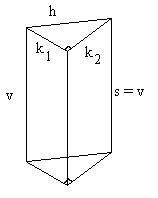 h
k₁ k₂
v s = v